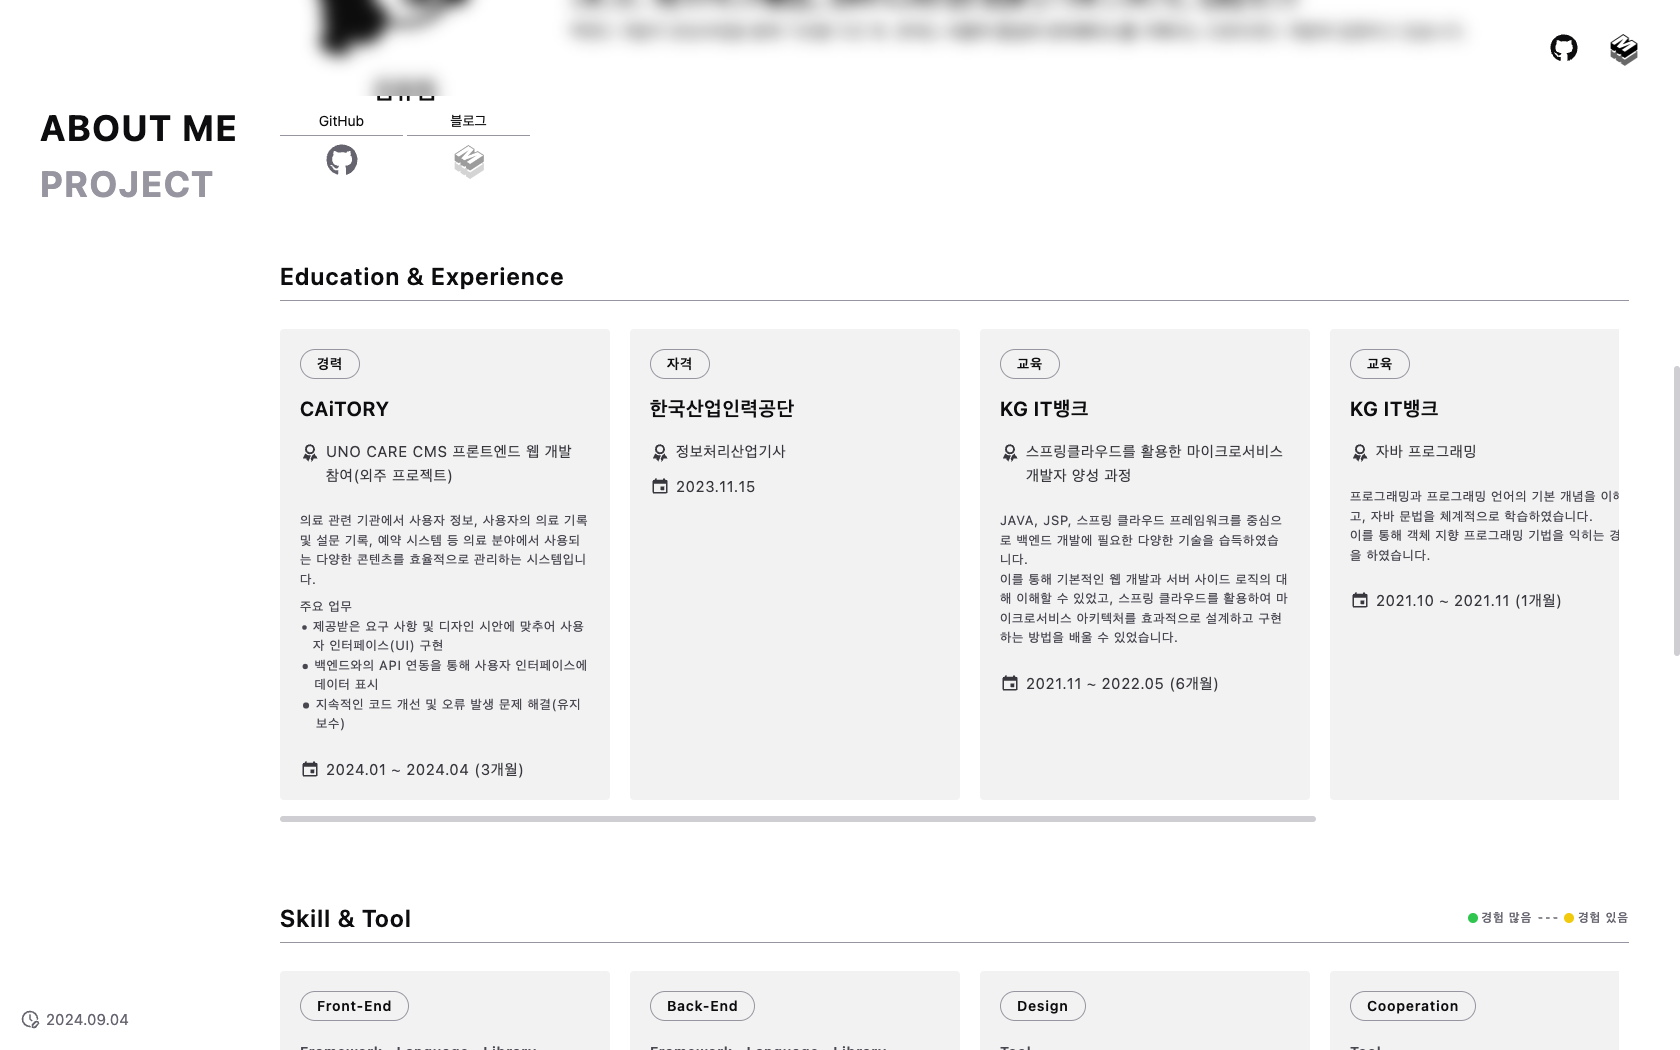 ABOUT ME
PROJECT
GitHub
블로그
Education & Experience
경력
CAiTORY
UNO CARE CMS 프론트엔드 웹 개발
참여(외주 프로젝트)
의료 관련 기관에서 사용자 정보, 사용자의 의료 기록
및 설문 기록, 예약 시스템 등 의료 분야에서 사용되
는 다양한 콘텐츠를 효율적으로 관리하는 시스템입니
다.
주요 업무
제공받은 요구 사항 및 디자인 시안에 맞추어 사용
자 인터페이스(UI) 구현
백엔드와의 API 연동을 통해 사용자 인터페이스에
데이터 표시
지속적인 코드 개선 및 오류 발생 문제 해결(유지
보수)
2024.01 ~ 2024.04 (3개월)
자격
한국산업인력공단
정보처리산업기사
2023.11.15
교육
KG IT뱅크
스프링클라우드를 활용한 마이크로서비스
개발자 양성 과정
JAVA, JSP, 스프링 클라우드 프레임워크를 중심으
로 백엔드 개발에 필요한 다양한 기술을 습득하였습
니다.
이를 통해 기본적인 웹 개발과 서버 사이드 로직의 대
해 이해할 수 있었고, 스프링 클라우드를 활용하여 마
이크로서비스 아키텍처를 효과적으로 설계하고 구현
하는 방법을 배울 수 있었습니다.
2021.11 ~ 2022.05 (6개월)
교육
KG IT뱅크
자바 프로그래밍
프로그래밍과 프로그래밍 언어의 기본 개념을 이해
고, 자바 문법을 체계적으로 학습하였습니다.
이를 통해 객체 지향 프로그래밍 기법을 익히는 경
을 하였습니다.
2021.10 ~ 2021.11 (1개월)
Skill & Tool
경험 많음 --- 경험 있음
Front-End
Back-End
Design
Cooperation
2024.09.04